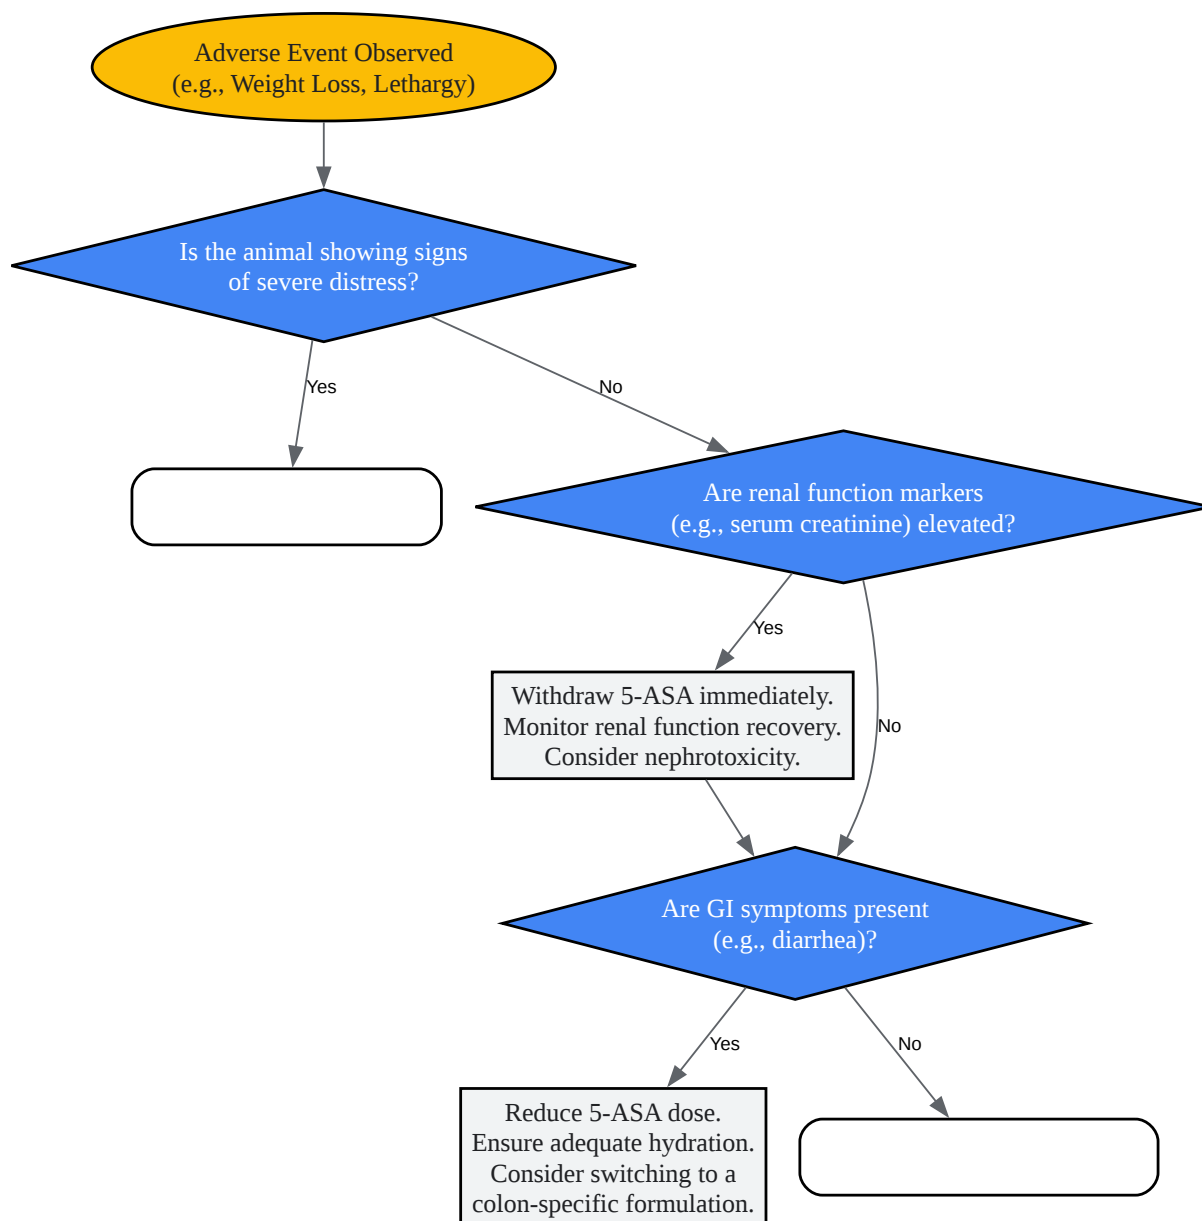 Adverse Event Observed
(e.g., Weight Loss, Lethargy)
Is the animal showing signs
of severe distress?
Yes
No
Are renal function markers
(e.g., serum creatinine) elevated?
Yes
Withdraw 5-ASA immediately.
Monitor renal function recovery.
Consider nephrotoxicity.
No
Are GI symptoms present
(e.g., diarrhea)?
Yes
No
Reduce 5-ASA dose.
Ensure adequate hydration.
Consider switching to a
colon-specific formulation.